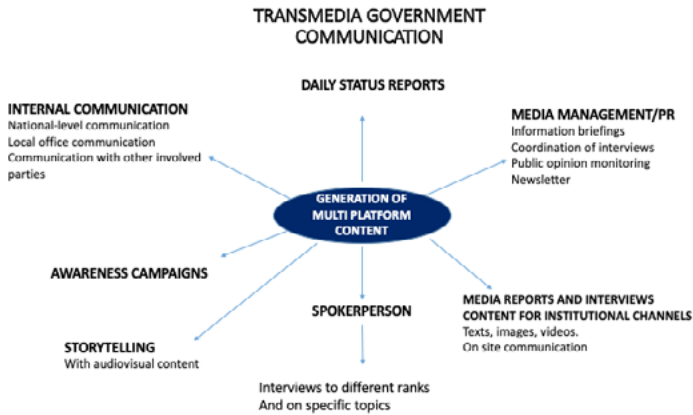 TRANSMEDIA GOVERNMENT
COMMUNICATION
DAILY STATUS REPORTS
INTERNAL COMMUNICATION
National-level communication
Local office communication
Communication with other involved
parties
MEDIA MANAGEMENT/PR
Information briefings
Coordination of interviews
Public opinion monitoring
Newsletter
GENERATION OF
MULTI PLATFORM
CONTENT
AWARENESS CAMPAIGNS
STORYTELLING
With audiovisual content
SPOKERPERSON
Interviews to different ranks
And on specific topics
MEDIA REPORTS AND INTERVIEWS
CONTENT FOR INSTITUTIONAL CHANNELS
Texts, images, videos.
On site communication